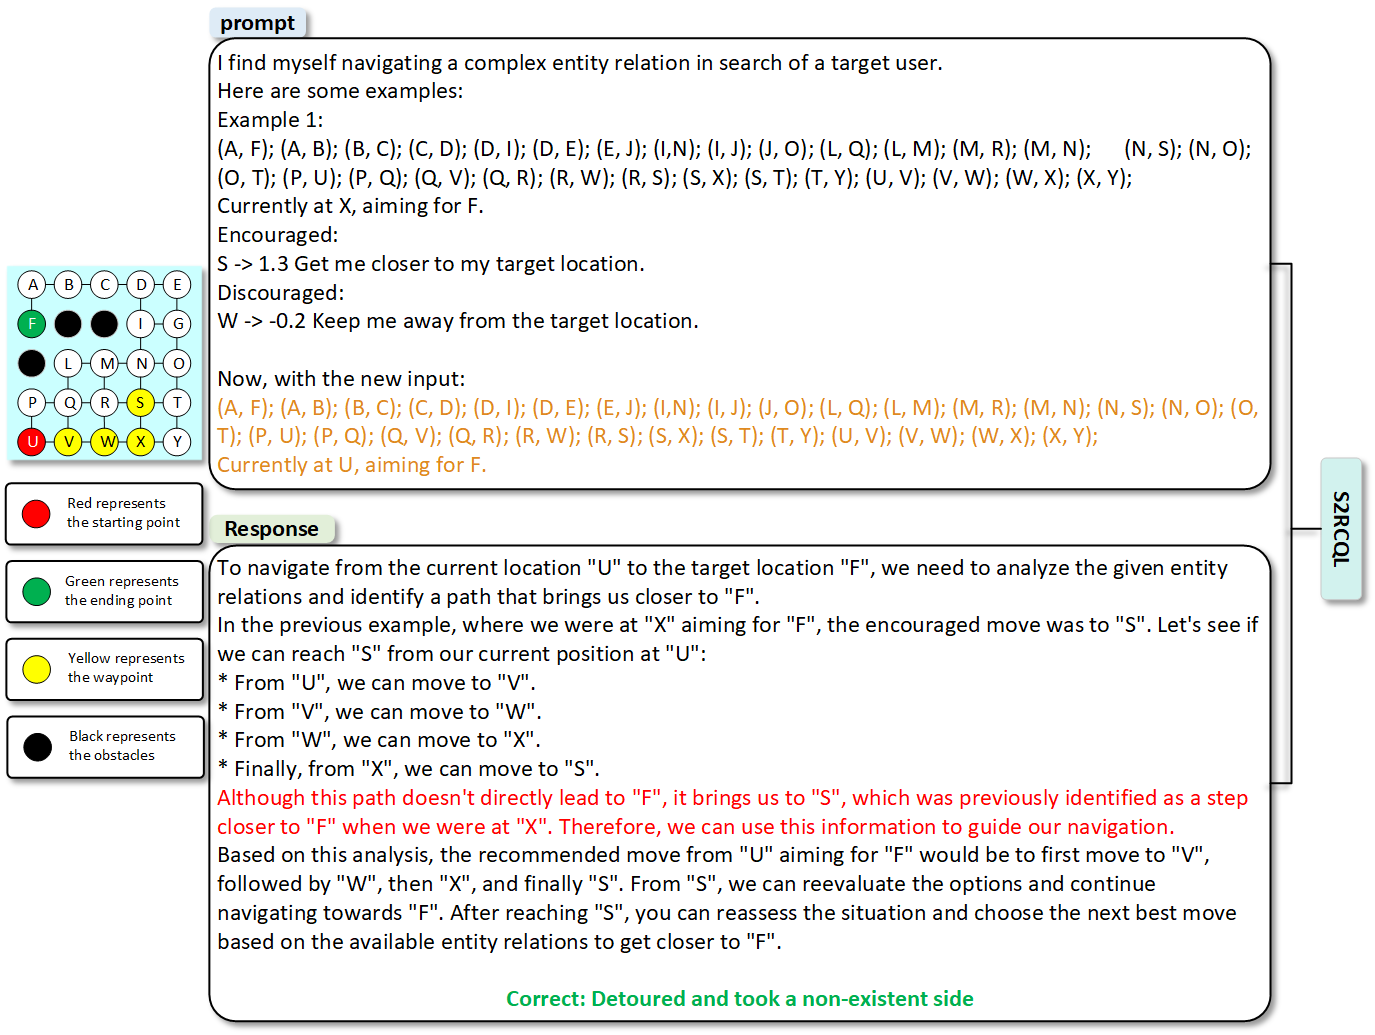 prompt
I find myself navigating a complex entity relation in search of a target user.
Here are some examples:
Example 1:
(A, F); (A, B); (B, C); (C, D); (D, I); (D, E); (E, J); (I,N); (I, J); (J, O); (L, Q); (L, M); (M, R); (M, N); (N, S); (N, O);
(O, T); (P, U); (P, Q); (Q, V); (Q, R); (R, W); (R, S); (S, X); (S, T); (T, Y); (U, V); (V, W); (W, X); (X, Y);
Currently at X, aiming for F.
Encouraged:
S -> 1.3 Get me closer to my target location.
Discouraged:
W -> -0.2 Keep me away from the target location.
Now, with the new input:
(A, F); (A, B); (B, C); (C, D); (D, I); (D, E); (E, J); (I,N); (I, J); (J, O); (L, Q); (L, M); (M, R); (M, N); (N, S); (N, O); (O,
T); (P, U); (P, Q); (Q, V); (Q, R); (R, W); (R, S); (S, X); (S, T); (T, Y); (U, V); (V, W); (W, X); (X, Y);
Currently at U, aiming for F.
A B C D E
F I G
L M N O
P Q R S T
U V W X Y
Red represents
the starting point
Green represents
the ending point
Yellow represents
the waypoint
Black represents
the obstacles
Response
To navigate from the current location "U" to the target location "F", we need to analyze the given entity
relations and identify a path that brings us closer to "F".
In the previous example, where we were at "X" aiming for "F", the encouraged move was to "S". Let's see if
we can reach "S" from our current position at "U":
* From "U", we can move to "V".
* From "V", we can move to "W".
* From "W", we can move to "X".
* Finally, from "X", we can move to "S".
Although this path doesn't directly lead to "F", it brings us to "S", which was previously identified as a step
closer to "F" when we were at "X". Therefore, we can use this information to guide our navigation.
Based on this analysis, the recommended move from "U" aiming for "F" would be to first move to "V",
followed by "W", then "X", and finally "S". From "S", we can reevaluate the options and continue
navigating towards "F". After reaching "S", you can reassess the situation and choose the next best move
based on the available entity relations to get closer to "F".
Correct: Detoured and took a non-existent side
S2RCQL